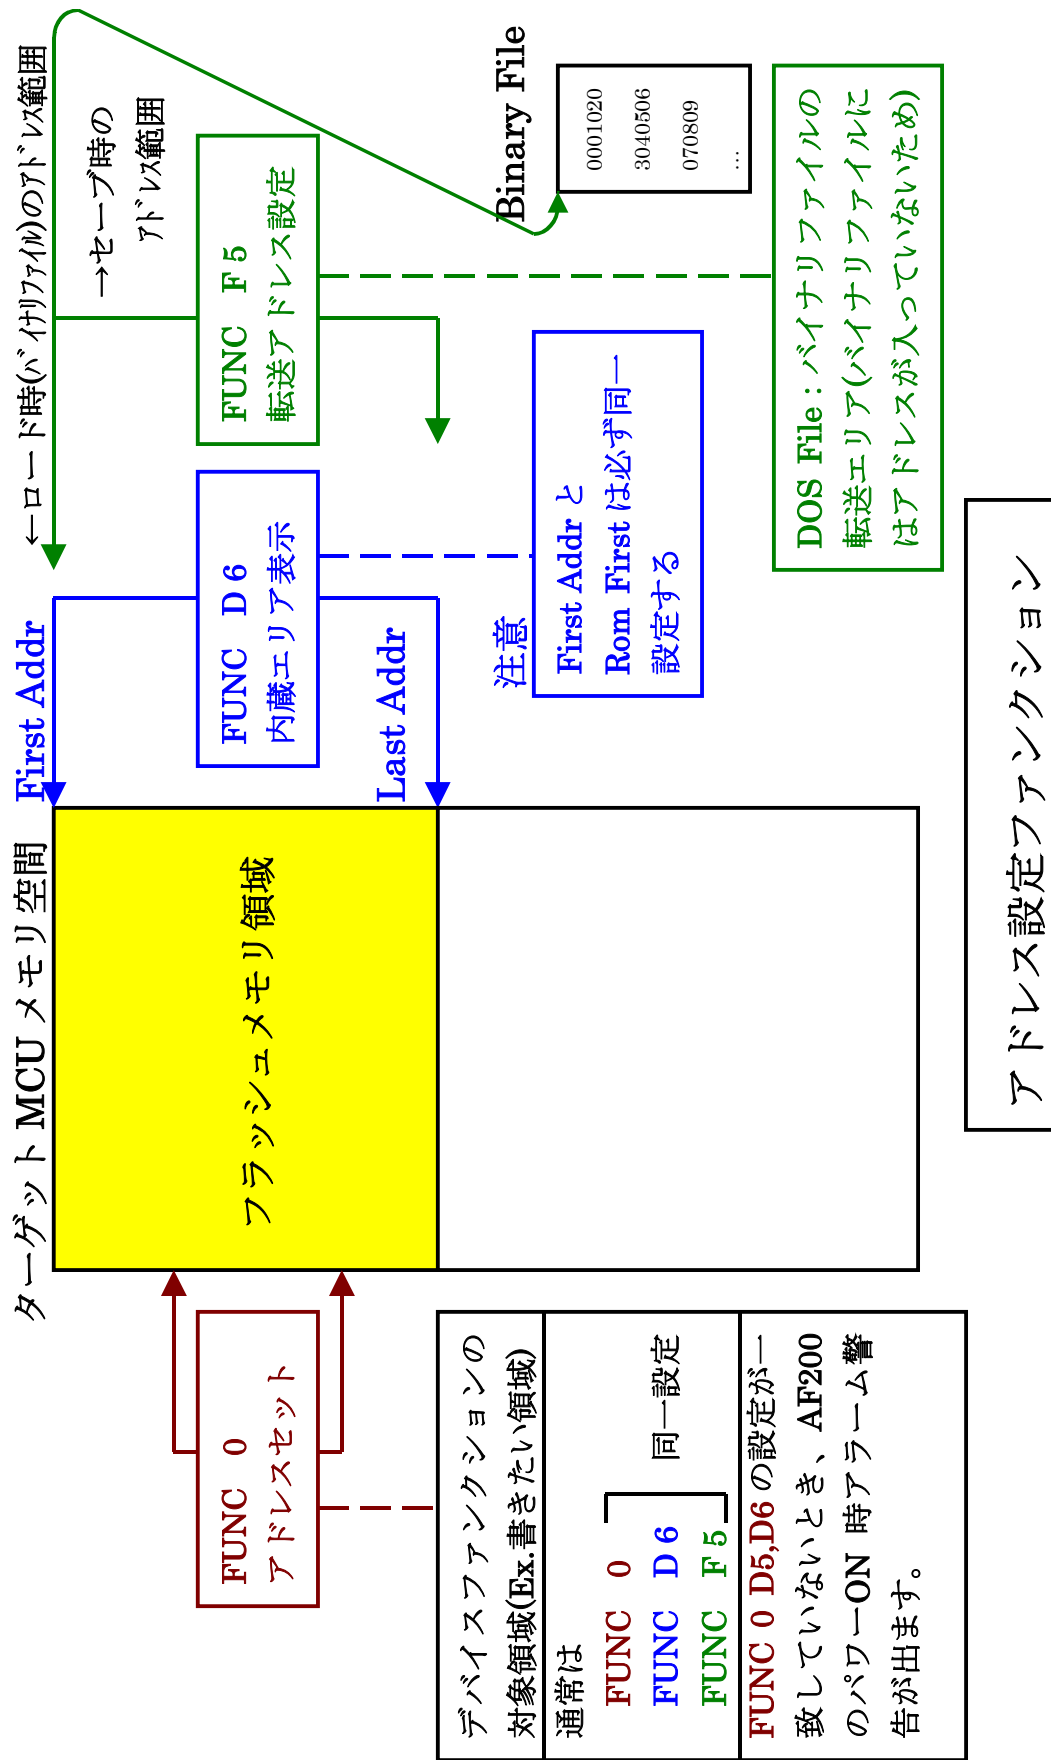 ターゲット MCU メモリ空間
First Addr
←ロード時(バイナリファイル)のアドレス範囲
→セーブ時の
アドレス範囲
FUNC 0
アドレスセット
フラッシュメモリ領域
FUNC D6
内蔵エリア表示
FUNC F5
転送アドレス設定
Last Addr
Binary File
0001020
3040506
070809
…
注意
First Addr と
Rom First は必ず同一
設定する
デバイスファンクションの
対象領域(Ex.書きたい領域)
通常は
FUNC 0
FUNC D6
FUNC F5
同一設定
FUNC 0 D5,D6 の設定が一
致していないとき、AF200
のパワーON 時アラーム警
告が出ます。
DOS File : バイナリファイルの
転送エリア(バイナリファイルに
はアドレスが入っていないため)
アドレス設定ファンクション